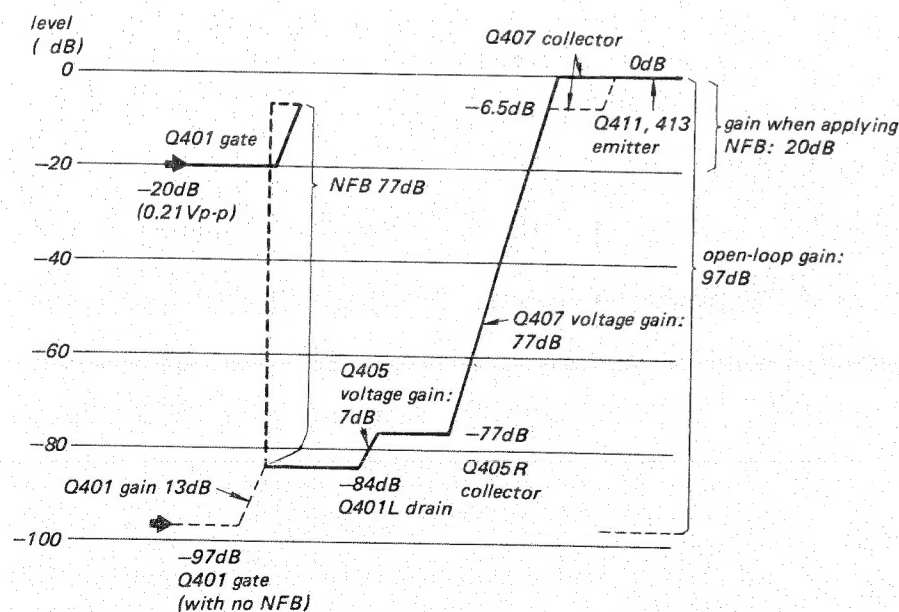 level
( dB)
0
−20
−40
−60
−80
−100
Q407 collector
0dB
−6.5dB
Q411, 413
emitter
gain when applying
NFB: 20dB
Q401 gate
−20dB
(0.21Vp-p)
NFB 77dB
open-loop gain:
97dB
Q407 voltage gain:
77dB
Q405
voltage gain:
7dB
−77dB
Q405R
collector
Q401 gain 13dB
−84dB
Q401L drain
−97dB
Q401 gate
(with no NFB)